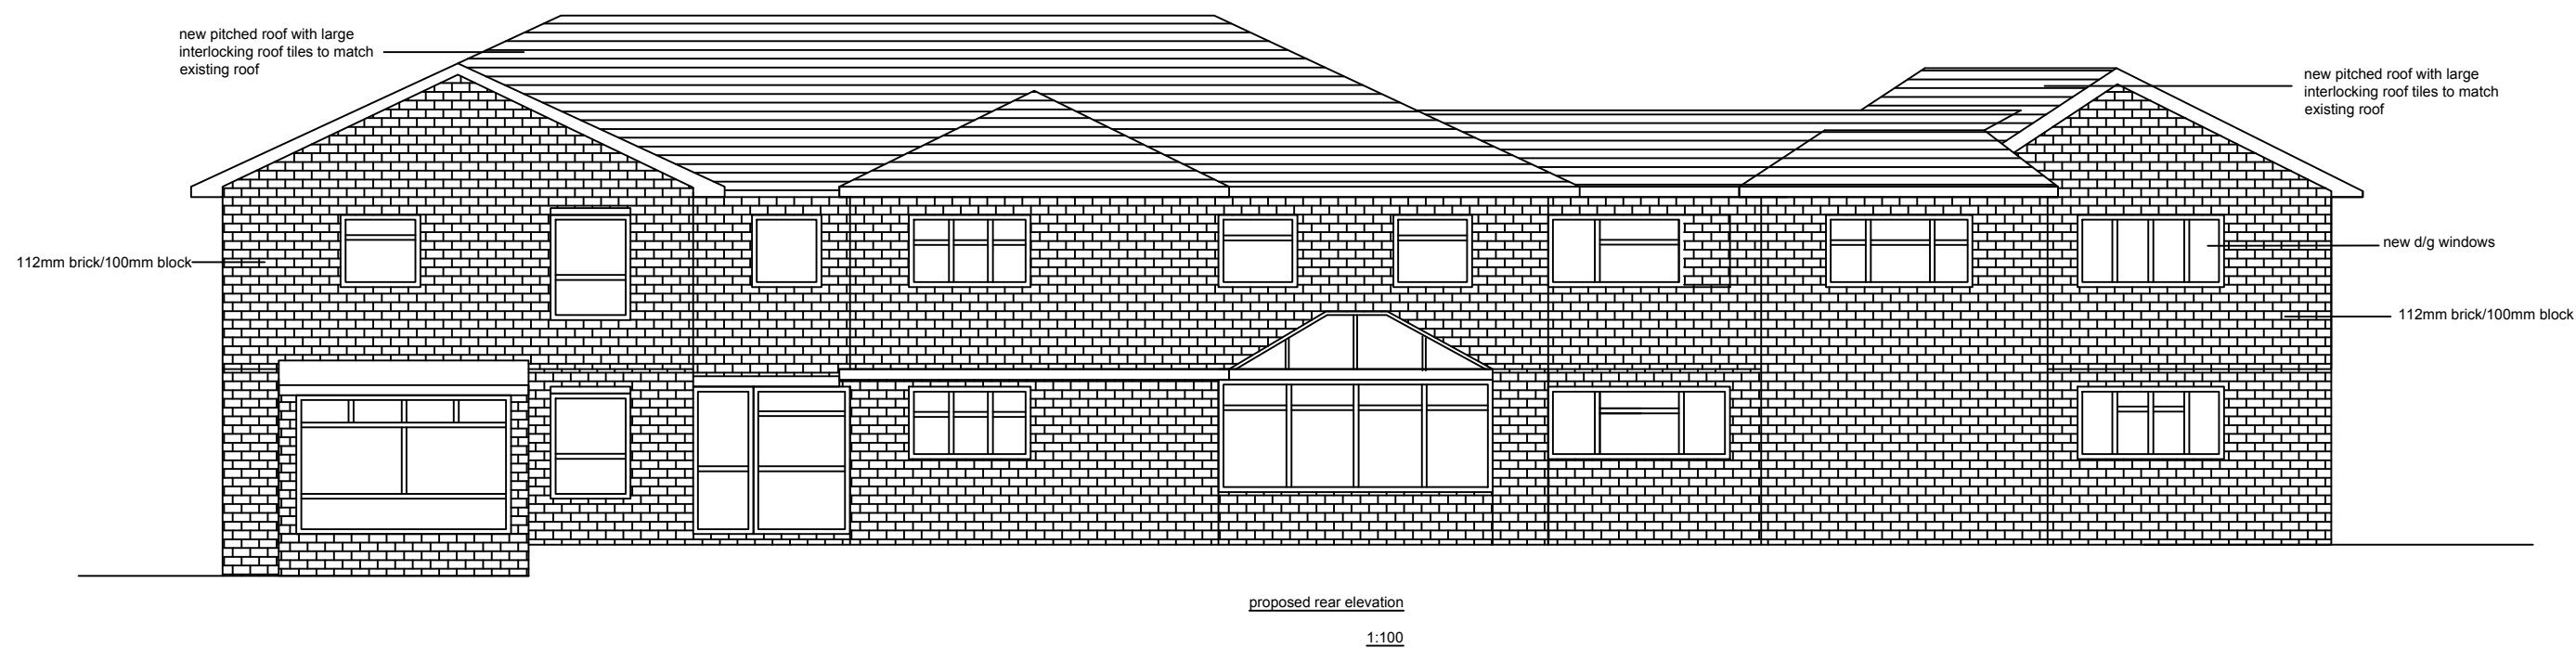 new pitched roof with large
interlocking roof tiles to match
existing roof
new pitched roof with large
interlocking roof tiles to match
existing roof
112mm brick/100mm block
new d/g windows
112mm brick/100mm block
proposed rear elevation
1:100